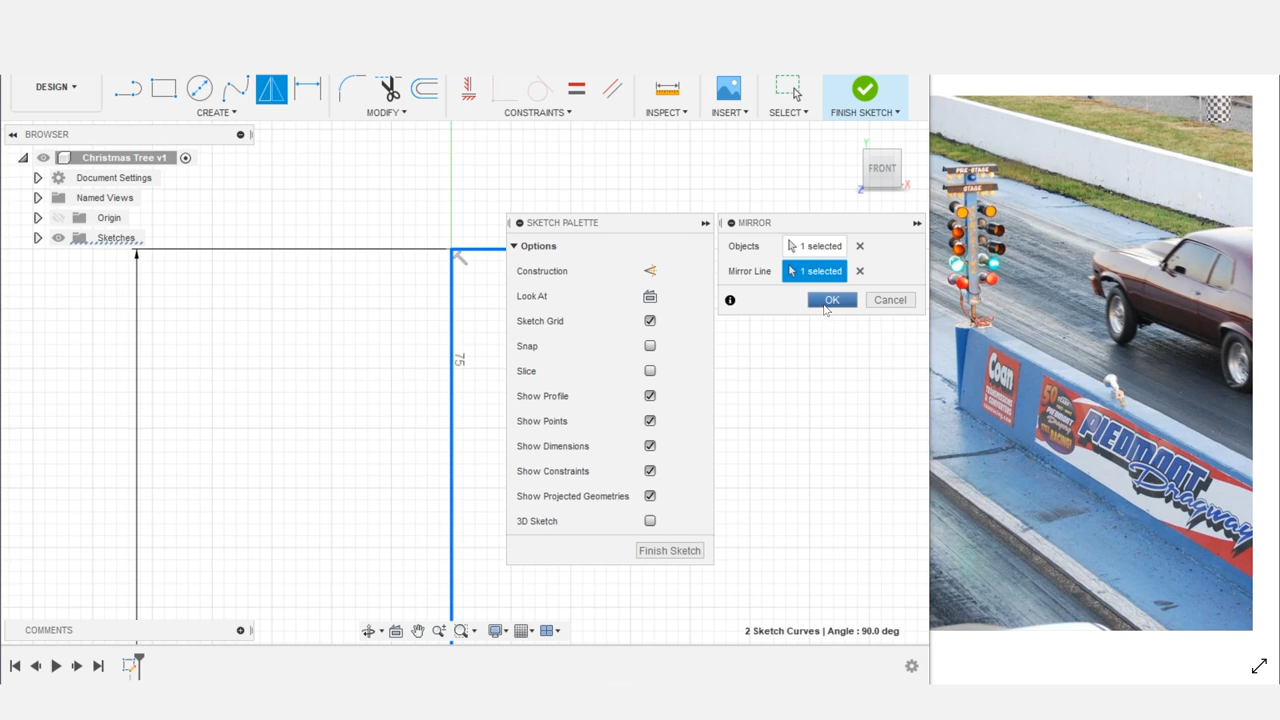 DESIGN
CREATE
MODIFY
CONSTRAINTS
INSPECT
INSERT
SELECT
FINISH SKETCH
BROWSER
Christmas Tree v1
Document Settings
Named Views
Origin
Sketches
Y
FRONT
X
Z
SKETCH PALETTE
Options
Construction
Look At
Sketch Grid
Snap
Slice
Show Profile
Show Points
Show Dimensions
Show Constraints
Show Projected Geometries
3D Sketch
Finish Sketch
MIRROR
Objects
1 selected
Mirror Line
1 selected
OK
Cancel
75
COMMENTS
2 Sketch Curves | Angle : 90.0 deg
PRE-STAGE
STAGE
Coan
50
PIEDMONT
Dragway